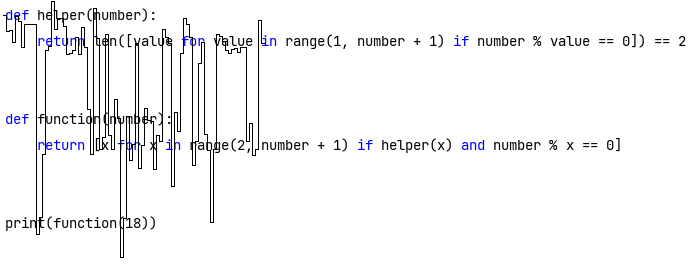 def helper(number):
    return len([value for value in range(1, number + 1) if number % value == 0]) == 2
def function(number):
    return [x for x in range(2, number + 1) if helper(x) and number % x == 0]
print(function(18))